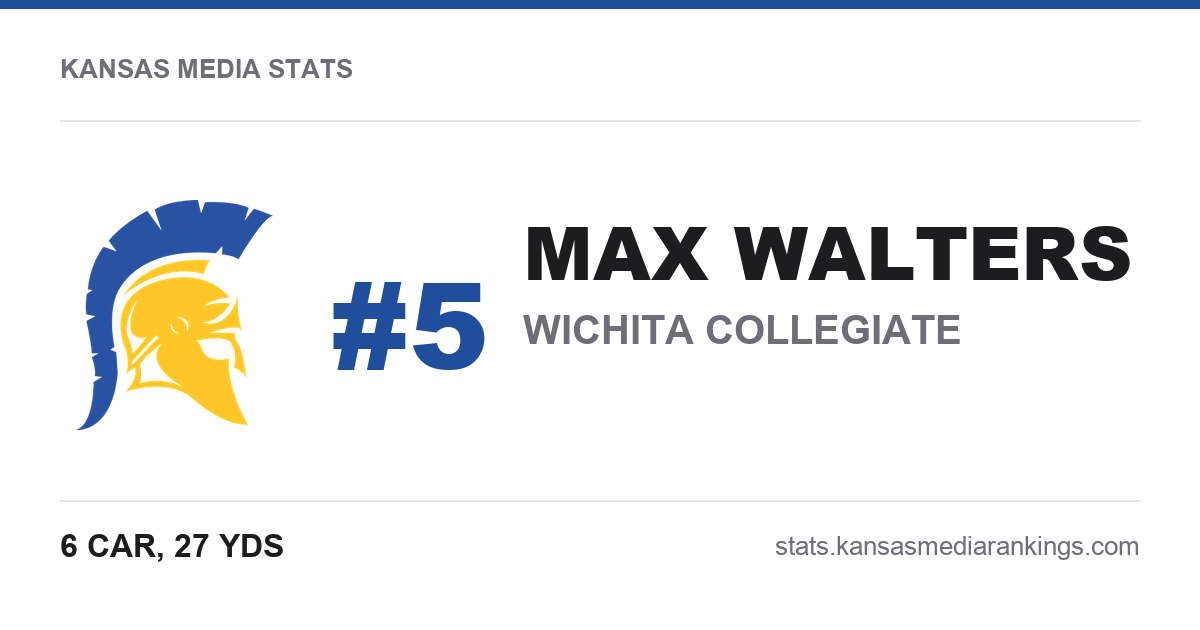 KANSAS MEDIA STATS
#5
MAX WALTERS
WICHITA COLLEGIATE
6 CAR, 27 YDS
stats.kansasmediarankings.com